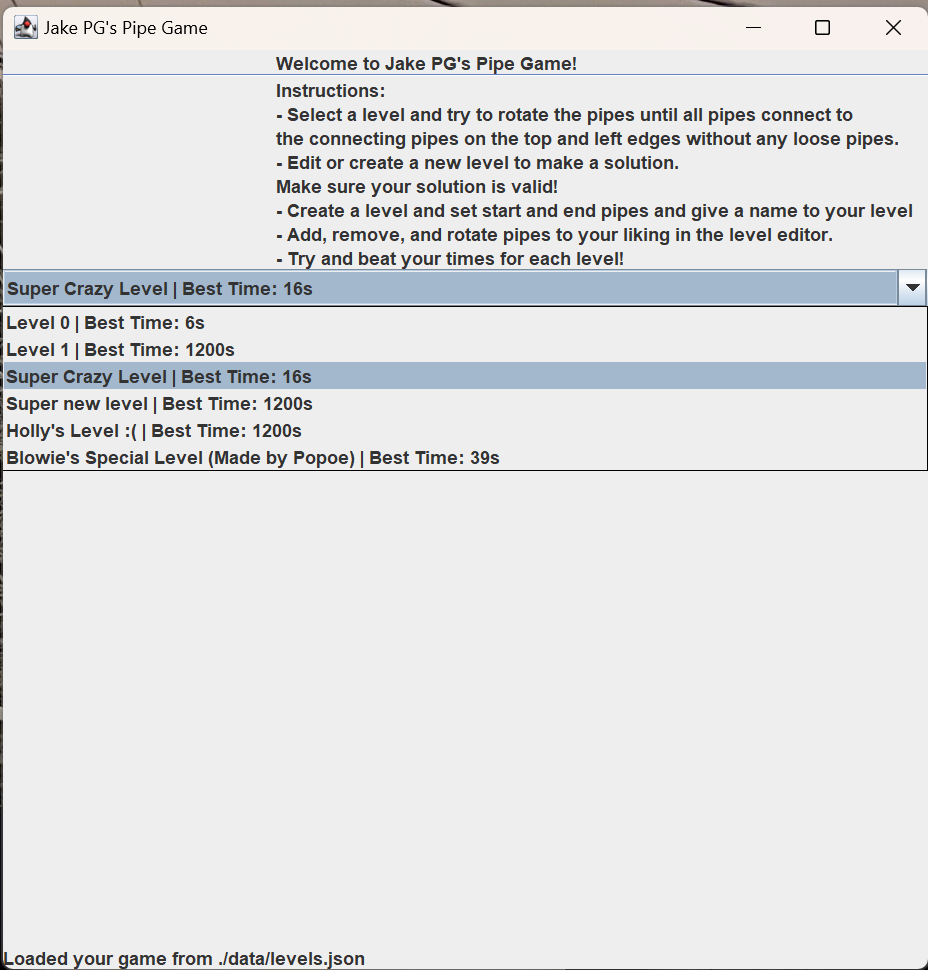 Jake PG's Pipe Game
Welcome to Jake PG's Pipe Game!
Instructions:
- Select a level and try to rotate the pipes until all pipes connect to
the connecting pipes on the top and left edges without any loose pipes.
- Edit or create a new level to make a solution.
Make sure your solution is valid!
- Create a level and set start and end pipes and give a name to your level
- Add, remove, and rotate pipes to your liking in the level editor.
- Try and beat your times for each level!
Super Crazy Level | Best Time: 16s
Level 0 | Best Time: 6s
Level 1 | Best Time: 1200s
Super Crazy Level | Best Time: 16s
Super new level | Best Time: 1200s
Holly's Level :( | Best Time: 1200s
Blowie's Special Level (Made by Popoe) | Best Time: 39s
Loaded your game from ./data/levels.json